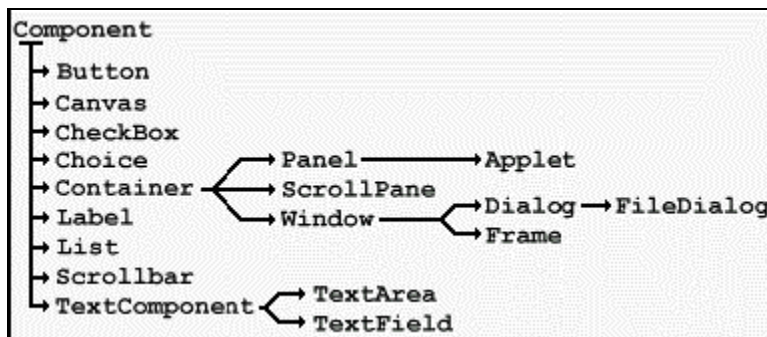 Component
Button
Canvas
CheckBox
Choice Panel Applet
Container ScrollPane
Label Window Dialog FileDialog
List Frame
Scrollbar
TextComponent TextArea
TextField